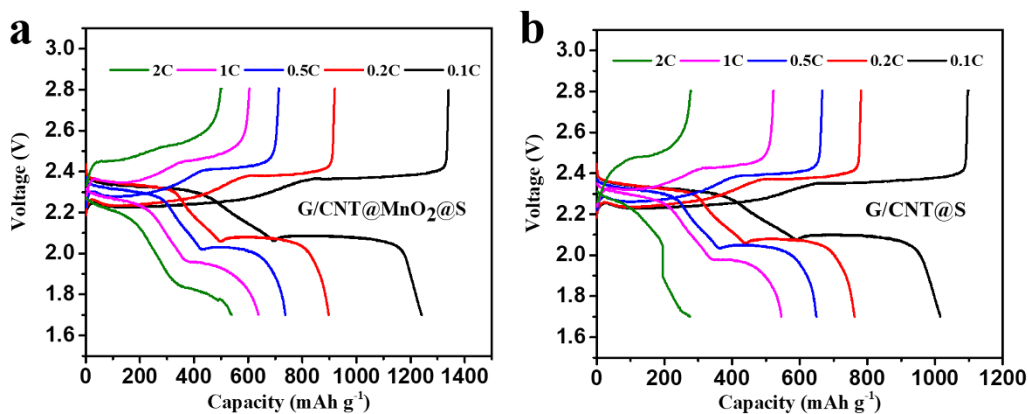 a
3.0
2.8
2.6
2.4
2.2
2.0
1.8
1.6
Voltage (V)
2C 1C 0.5C 0.2C 0.1C
G/CNT@MnO₂@S
0 200 400 600 800 1000 1200 1400
Capacity (mAh g⁻¹)
b
3.0
2.8
2.6
2.4
2.2
2.0
1.8
1.6
Voltage (V)
2C 1C 0.5C 0.2C 0.1C
G/CNT@S
0 200 400 600 800 1000
Capacity (mAh g⁻¹)